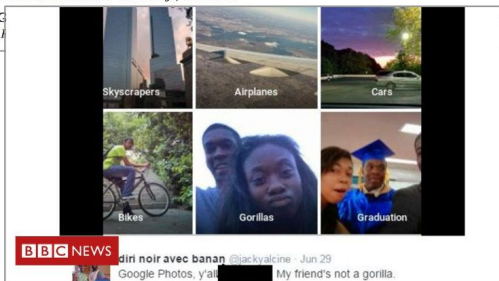 Skyscrapers
Airplanes
Cars
Bikes
Gorillas
Graduation
BBC NEWS
diri noir avec banan @jackyalcine · Jun 29
Google Photos, y'all My friend's not a gorilla.